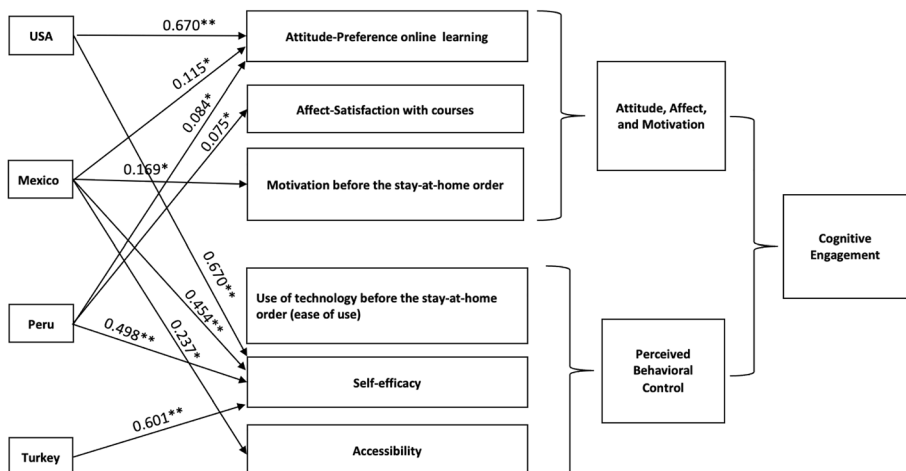 USA
0.670**
Attitude-Preference online learning
0.115*
0.084*
0.075*
Affect-Satisfaction with courses
Attitude, Affect,
and Motivation
Mexico
0.169*
Motivation before the stay-at-home order
Cognitive
Engagement
0.670**
0.454**
0.237*
Use of technology before the stay-at-home
order (ease of use)
Peru
0.498**
Self-efficacy
Perceived
Behavioral
Control
0.601**
Turkey
Accessibility